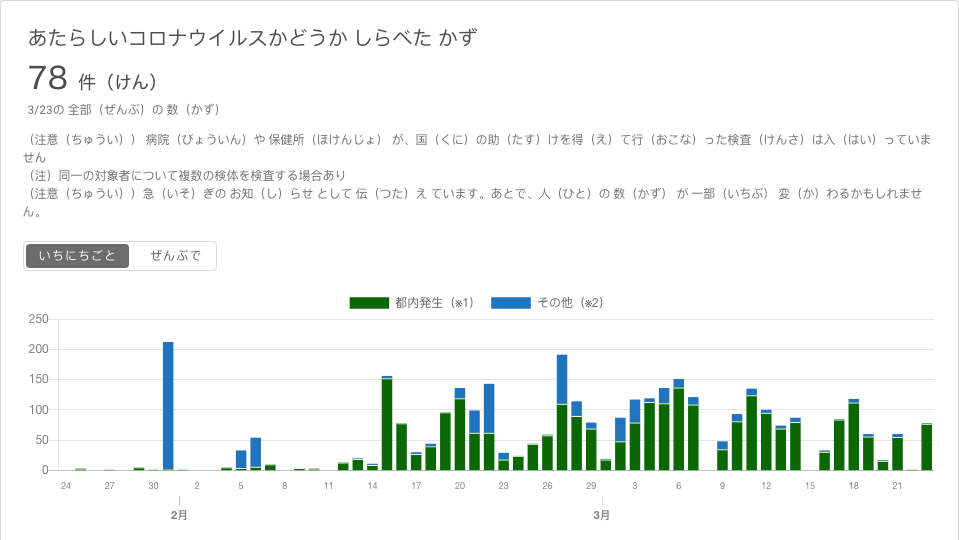 あたらしいコロナウイルスかどうか しらべた かず
78 件（けん）
3/23の 全部（ぜんぶ）の 数（かず）
（注意（ちゅうい）） 病院（びょういん）や 保健所（ほけんじょ） が、国（くに）の助（たす）けを得（え）て行（おこな）った検査（けんさ）は入（はい）っていま
せん
（注）同一の対象者について複数の検体を検査する場合あり
（注意（ちゅうい））急（いそ）ぎの お知（し）らせ として 伝（つた）え ています。あとで、人（ひと）の 数（かず） が 一部（いちぶ） 変（か）わるかもしれませ
ん。
いちにちごと ぜんぶで
都内発生（※1） その他（※2）
250
200
150
100
50
0
24 27 30 2 5 8 11 14 17 20 23 26 29 3 6 9 12 15 18 21
2月 3月